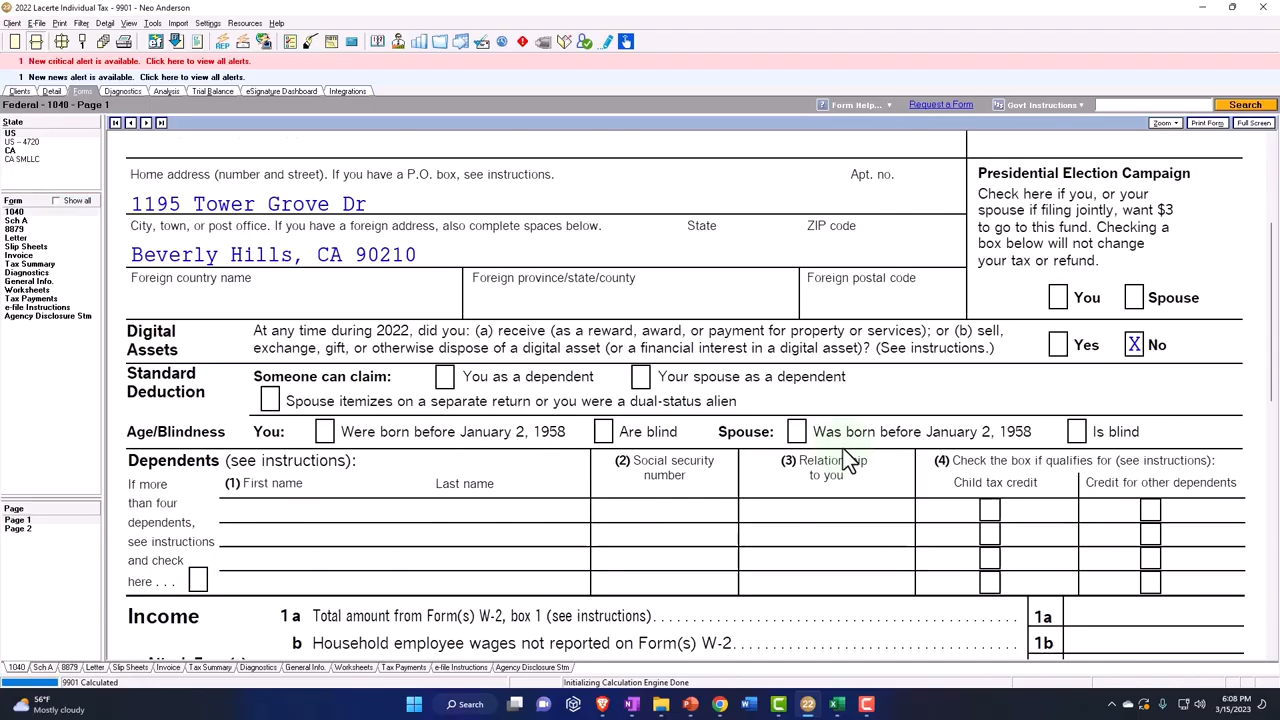 2022 Lacerte Individual Tax - 9901 - Neo Anderson
Client E-File Print Filter Detail View Tools Import Settings Resources Help
1 New critical alert is available. Click here to view all alerts.
1 New news alert is available. Click here to view all alerts.
Clients Detail Forms Diagnostics Analysis Trial Balance eSignature Dashboard Integrations
Federal - 1040 - Page 1 Form Help... Request a Form Govt Instructions Search
Zoom Print Form Full Screen
State
US
US – 4720
CA
CA SMLLC
Form Show all
1040
Sch A
8879
Letter
Slip Sheets
Invoice
Tax Summary
Diagnostics
General Info.
Worksheets
Tax Payments
e-file Instructions
Agency Disclosure Stm
Page
Page 1
Page 2
Home address (number and street). If you have a P.O. box, see instructions. Apt. no.
1195 Tower Grove Dr
City, town, or post office. If you have a foreign address, also complete spaces below. State ZIP code
Beverly Hills, CA 90210
Foreign country name Foreign province/state/county Foreign postal code
Presidential Election Campaign
Check here if you, or your
spouse if filing jointly, want $3
to go to this fund. Checking a
box below will not change
your tax or refund.
You Spouse
Digital
Assets
At any time during 2022, did you: (a) receive (as a reward, award, or payment for property or services); or (b) sell,
exchange, gift, or otherwise dispose of a digital asset (or a financial interest in a digital asset)? (See instructions.)
Yes X No
Standard
Deduction
Someone can claim: You as a dependent Your spouse as a dependent
Spouse itemizes on a separate return or you were a dual-status alien
Age/Blindness You: Were born before January 2, 1958 Are blind Spouse: Was born before January 2, 1958 Is blind
Dependents (see instructions):
(1) First name Last name
(2) Social security
number
(3) Relationship
to you
(4) Check the box if qualifies for (see instructions):
Child tax credit Credit for other dependents
If more
than four
dependents,
see instructions
and check
here . . .
Income 1 a Total amount from Form(s) W-2, box 1 (see instructions) 1a
b Household employee wages not reported on Form(s) W-2 1b
1040 Sch A 8879 Letter Slip Sheets Invoice Tax Summary Diagnostics General Info. Worksheets Tax Payments e-file Instructions Agency Disclosure Stm
9901 Calculated Initializing Calculation Engine Done
56°F
Mostly cloudy
Search
6:08 PM
3/15/2023